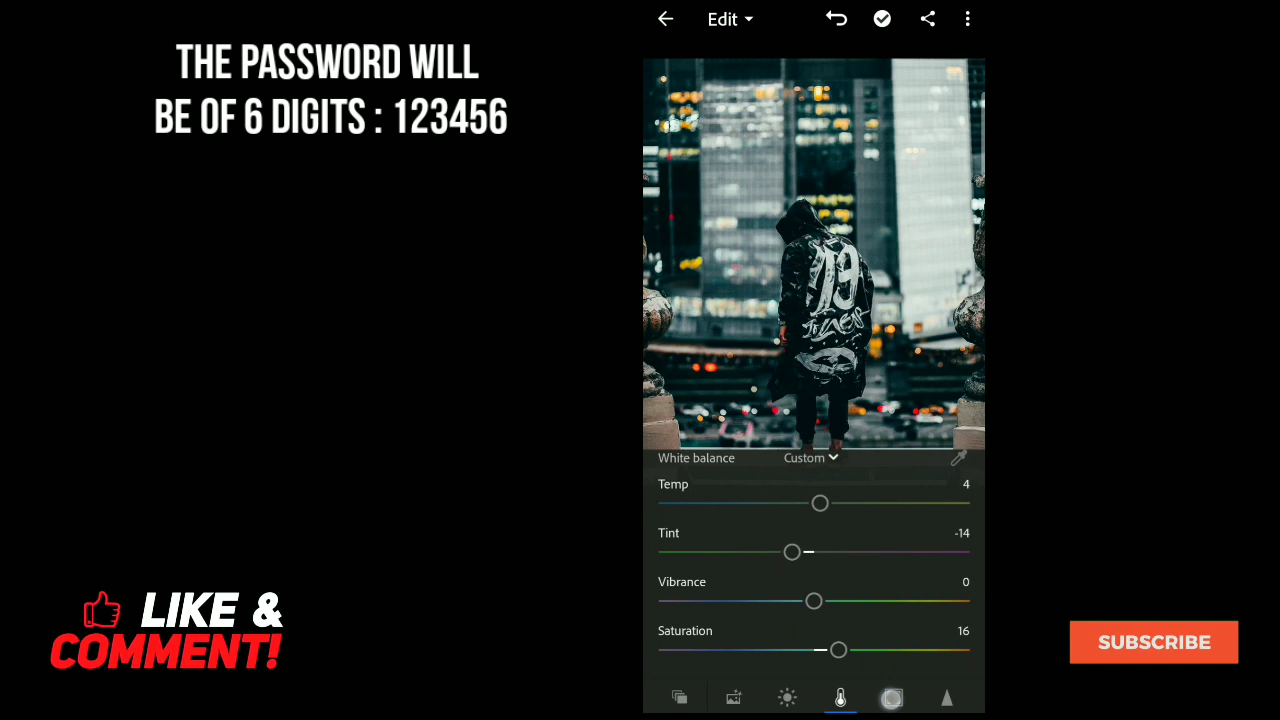 THE PASSWORD WILL
BE OF 6 DIGITS : 123456
Edit
19
White balance Custom
Temp 4
Tint -14
Vibrance 0
Saturation 16
LIKE &
COMMENT!
SUBSCRIBE